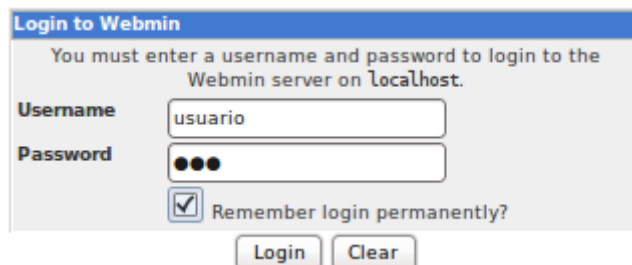 Login to Webmin
You must enter a username and password to login to the
Webmin server on localhost.
Username usuario
Password ●●●
Remember login permanently?
Login Clear